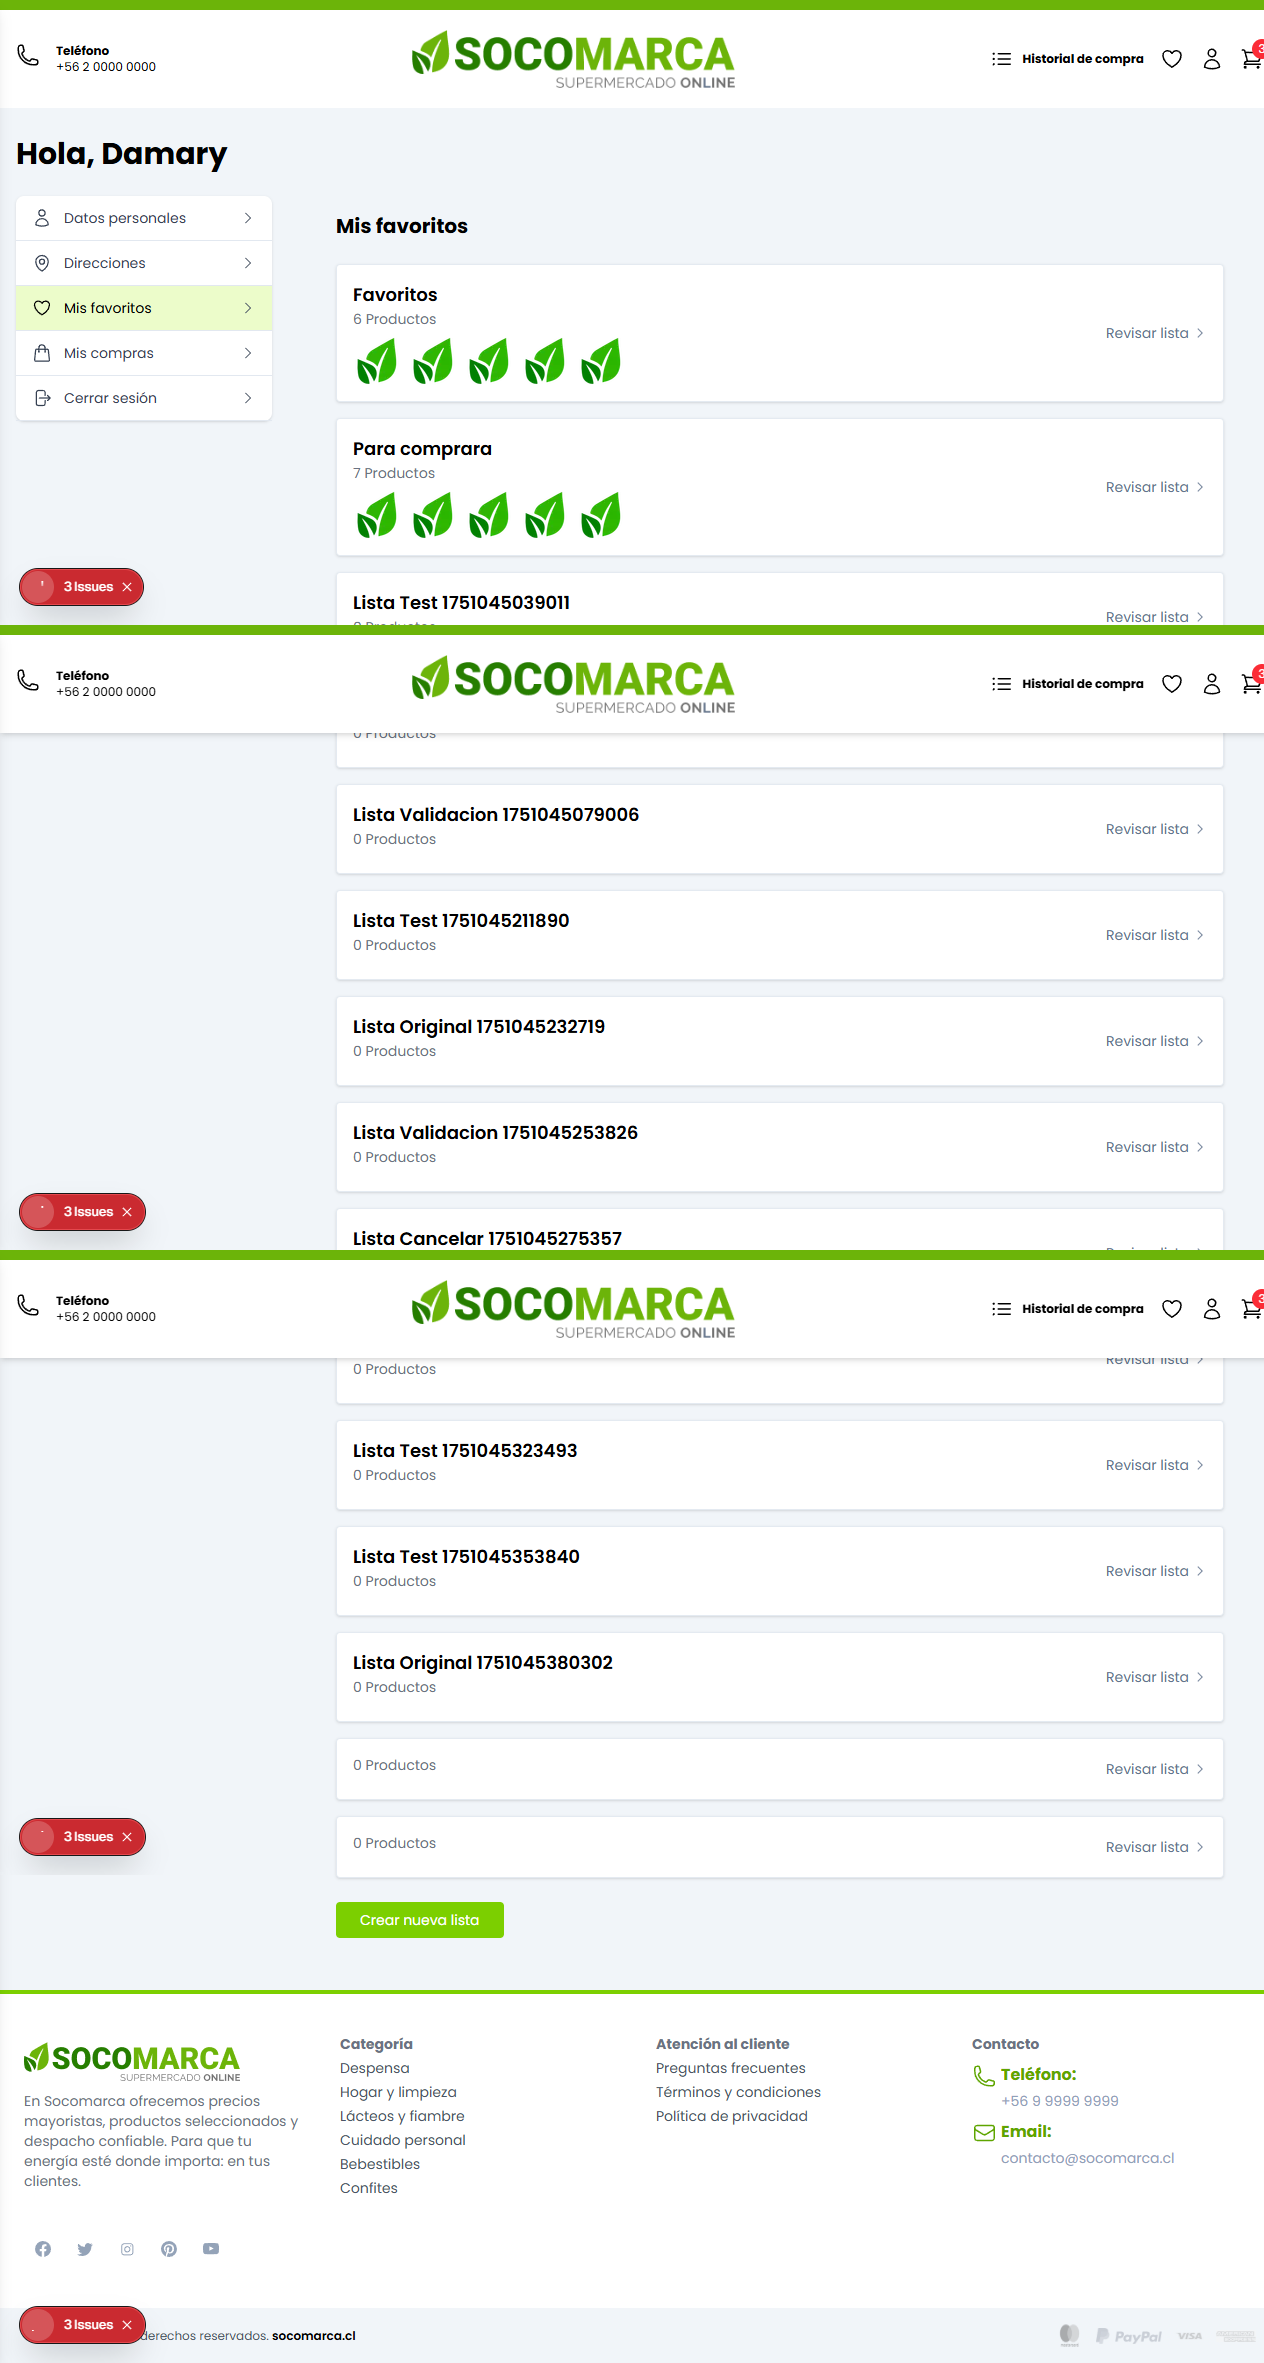 Teléfono
+56 2 0000 0000
SOCOMARCA
SUPERMERCADO ONLINE
Historial de compra
3
Hola, Damary
Datos personales
Direcciones
Mis favoritos
Mis compras
Cerrar sesión
Mis favoritos
Favoritos
6 Productos
Revisar lista
Para comprara
7 Productos
Revisar lista
Lista Test 1751045039011
0 Productos
Revisar lista
3 Issues
Teléfono
+56 2 0000 0000
SOCOMARCA
SUPERMERCADO ONLINE
Historial de compra
3
0 Productos
Lista Validacion 1751045079006
0 Productos
Revisar lista
Lista Test 1751045211890
0 Productos
Revisar lista
Lista Original 1751045232719
0 Productos
Revisar lista
Lista Validacion 1751045253826
0 Productos
Revisar lista
Lista Cancelar 1751045275357
3 Issues
Teléfono
+56 2 0000 0000
SOCOMARCA
SUPERMERCADO ONLINE
Historial de compra
3
0 Productos
Revisar lista
Lista Test 1751045323493
0 Productos
Revisar lista
Lista Test 1751045353840
0 Productos
Revisar lista
Lista Original 1751045380302
0 Productos
Revisar lista
0 Productos
Revisar lista
0 Productos
Revisar lista
3 Issues
Crear nueva lista
SOCOMARCA
SUPERMERCADO ONLINE
En Socomarca ofrecemos precios
mayoristas, productos seleccionados y
despacho confiable. Para que tu
energía esté donde importa: en tus
clientes.
Categoría
Despensa
Hogar y limpieza
Lácteos y fiambre
Cuidado personal
Bebestibles
Confites
Atención al cliente
Preguntas frecuentes
Términos y condiciones
Política de privacidad
Contacto
Teléfono:
+56 9 9999 9999
Email:
contacto@socomarca.cl
3 Issues
derechos reservados. socomarca.cl
PayPal
VISA